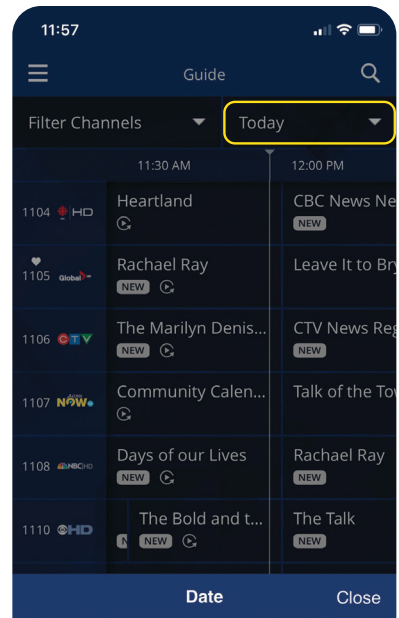 11:57
Guide
Filter Channels
Today
11:30 AM 12:00 PM
1104 HD
Heartland
CBC News Ne
NEW
1105 Global
Rachael Ray
NEW
Leave It to Bry
1106 CTV
The Marilyn Denis...
NEW
CTV News Reg
NEW
1107 NOW
Community Calen...
Talk of the Tow
1108 NBC HD
Days of our Lives
NEW
Rachael Ray
NEW
1110 HD
N
The Bold and t...
NEW
The Talk
NEW
Date
Close